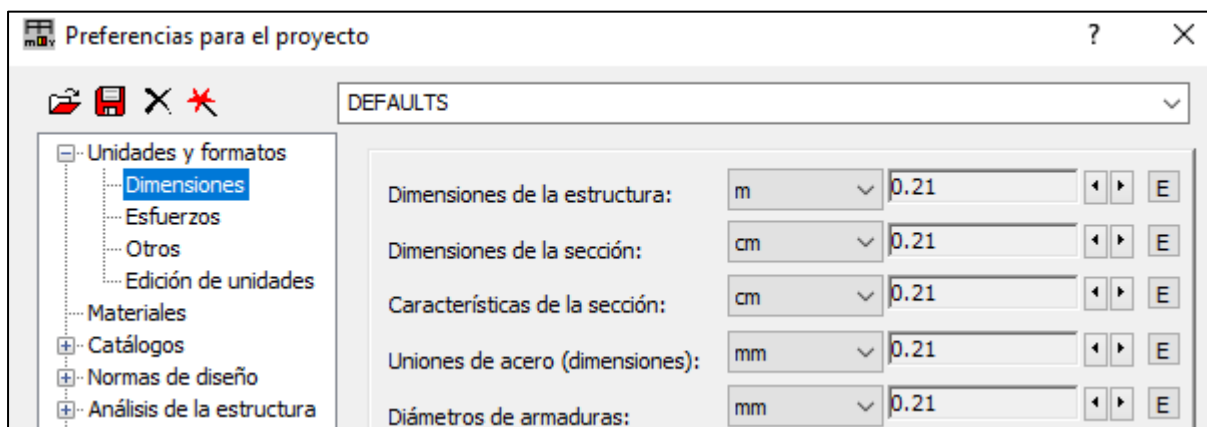 Preferencias para el proyecto ? ×
DEFAULTS
Unidades y formatos
Dimensiones
Esfuerzos
Otros
Edición de unidades
Materiales
Catálogos
Normas de diseño
Análisis de la estructura
Dimensiones de la estructura: m 0.21 E
Dimensiones de la sección: cm 0.21 E
Características de la sección: cm 0.21 E
Uniones de acero (dimensiones): mm 0.21 E
Diámetros de armaduras: mm 0.21 E